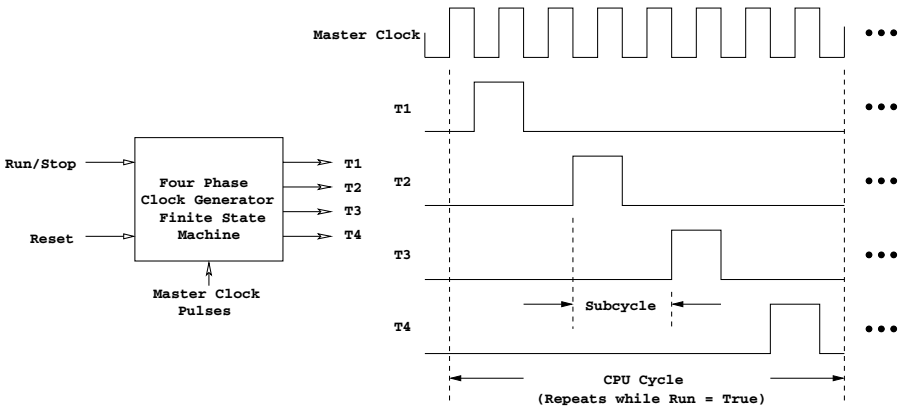 Master Clock
T1
T2
T3
Subcycle
T4
CPU Cycle
(Repeats while Run = True)
Run/Stop
Reset
Four Phase
Clock Generator
Finite State
Machine
T1
T2
T3
T4
Master Clock
Pulses